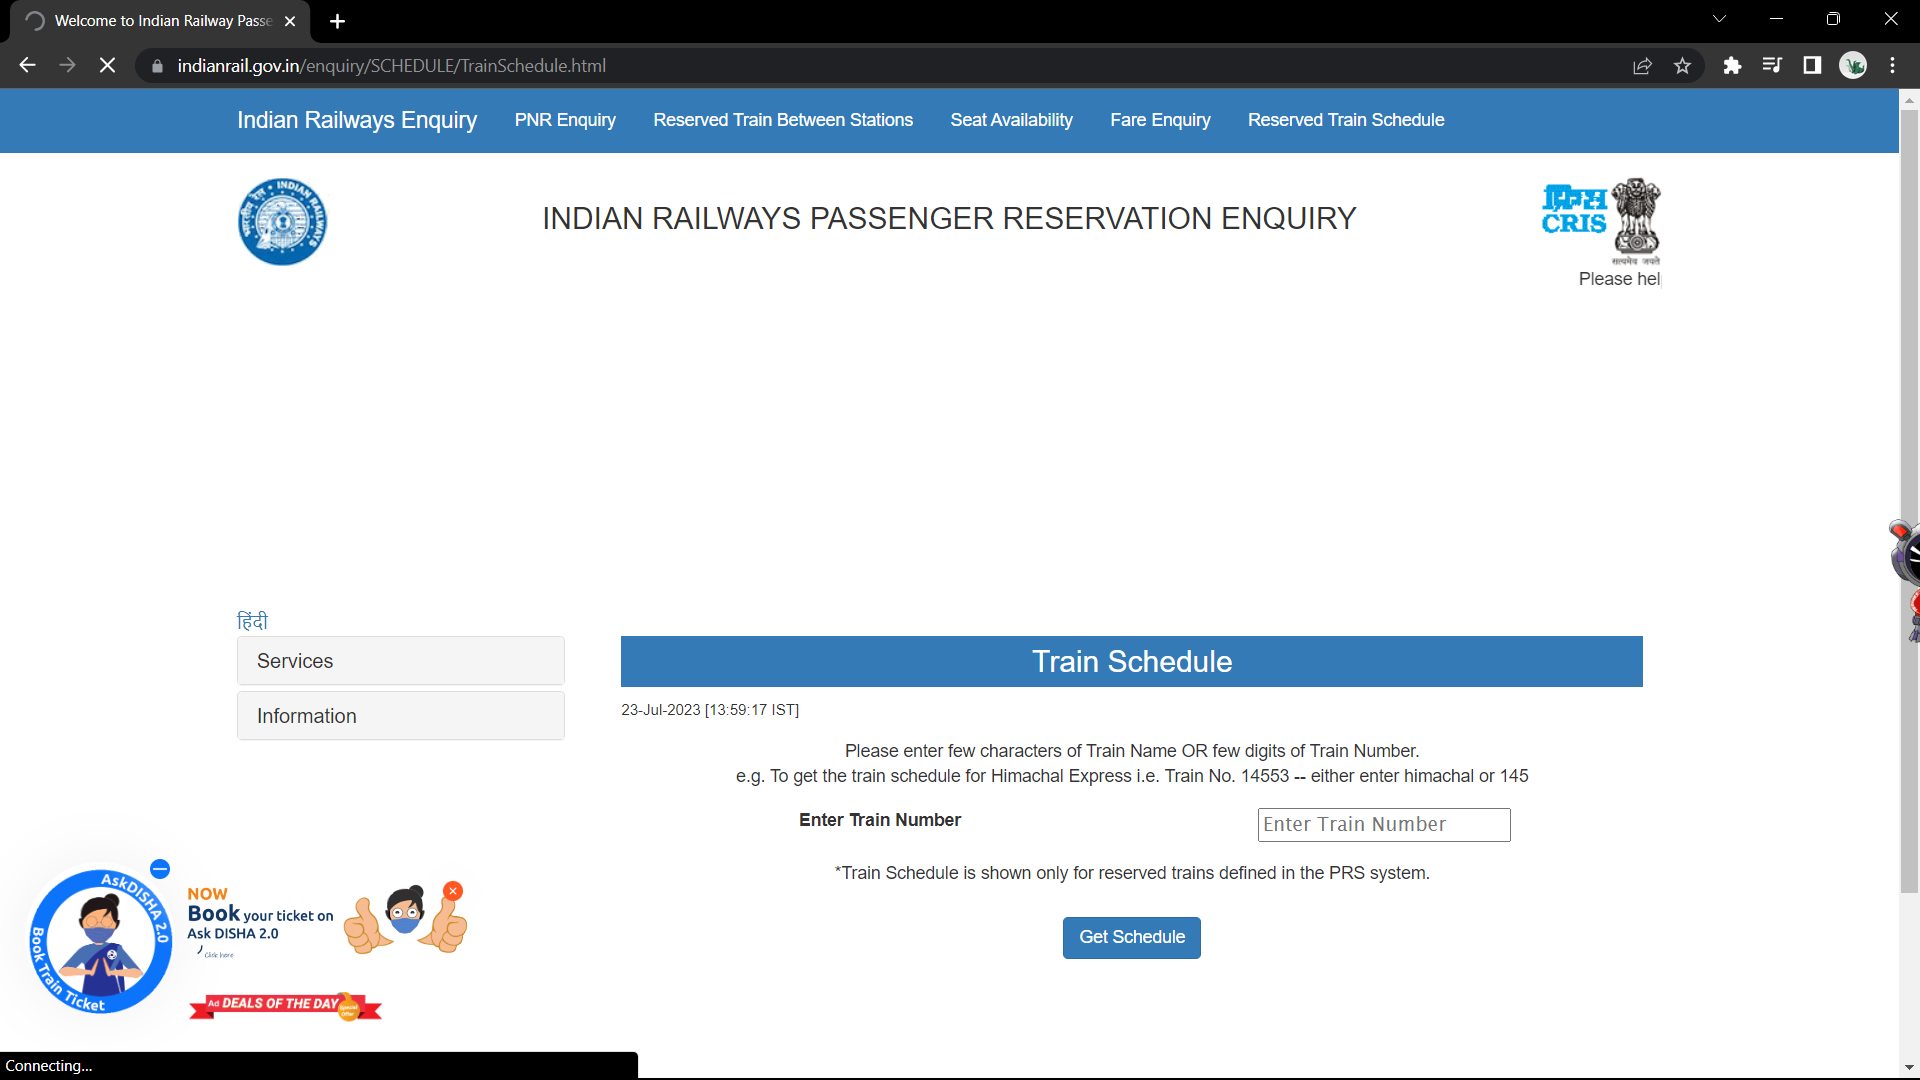 Welcome to Indian Railway Passe
indianrail.gov.in/enquiry/SCHEDULE/TrainSchedule.html
Indian Railways Enquiry PNR Enquiry Reserved Train Between Stations Seat Availability Fare Enquiry Reserved Train Schedule
INDIAN RAILWAYS
भारतीय रेल
INDIAN RAILWAYS PASSENGER RESERVATION ENQUIRY
CRIS
सत्यमेव जयते
Please hel
हिंदी
Services
Information
Train Schedule
23-Jul-2023 [13:59:17 IST]
Please enter few characters of Train Name OR few digits of Train Number.
e.g. To get the train schedule for Himachal Express i.e. Train No. 14553 -- either enter himachal or 145
Enter Train Number Enter Train Number
*Train Schedule is shown only for reserved trains defined in the PRS system.
Get Schedule
AskDISHA 2.0
Book Train Ticket
NOW
Book your ticket on
Ask DISHA 2.0
Click here
Ad DEALS OF THE DAY
Special Offer
Connecting...